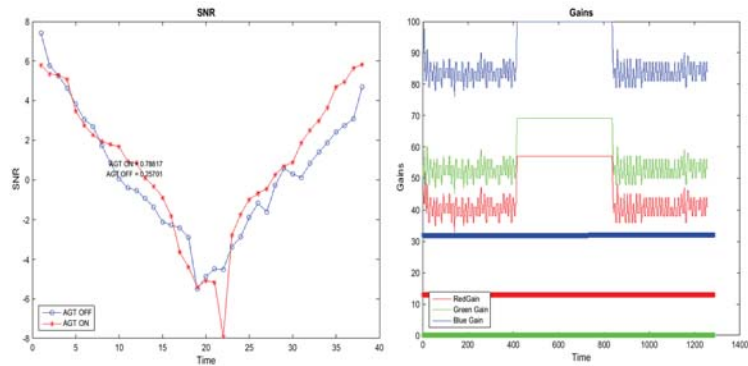 SNR
8
6
4
2
0
-2
-4
-6
-8
SNR
AGT ON = 0.78817
AGT OFF = 0.25701
AGT OFF
AGT ON
0 5 10 15 20 25 30 35 40
Time
Gains
100
90
80
70
60
50
40
30
20
10
0
Gains
RedGain
Green Gain
Blue Gain
0 200 400 600 800 1000 1200 1400
Time